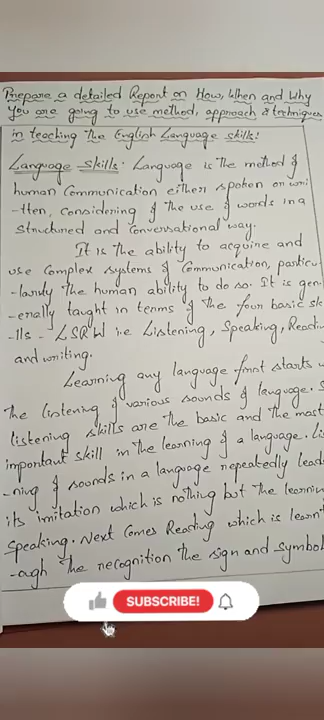 Prepare a detailed Report on How, When and Why
You are going to use method, approach & techniques
in teaching the English Language skills:
Language Skills: Language is the method of
human communication either spoken or wri
-tten, considering of the use of words in a
structured and conversational way.
It is the ability to acquire and
use complex systems of communication, particu-
-larly the human ability to do so. It is gen-
-erally taught in terms of the four basic sk
-ills - LSRW i.e Listening, Speaking, Readin
and writing.
Learning any language first starts
the listening of various sounds of language. S
listening skills are the basic and the most
important skill in the learning of a language. Li
-ning of sounds in a language repeatedly lead
its imitation which is nothing but the learnin
Speaking. Next comes Reading which is learn
-ough the recognition the sign and symbol
SUBSCRIBE!